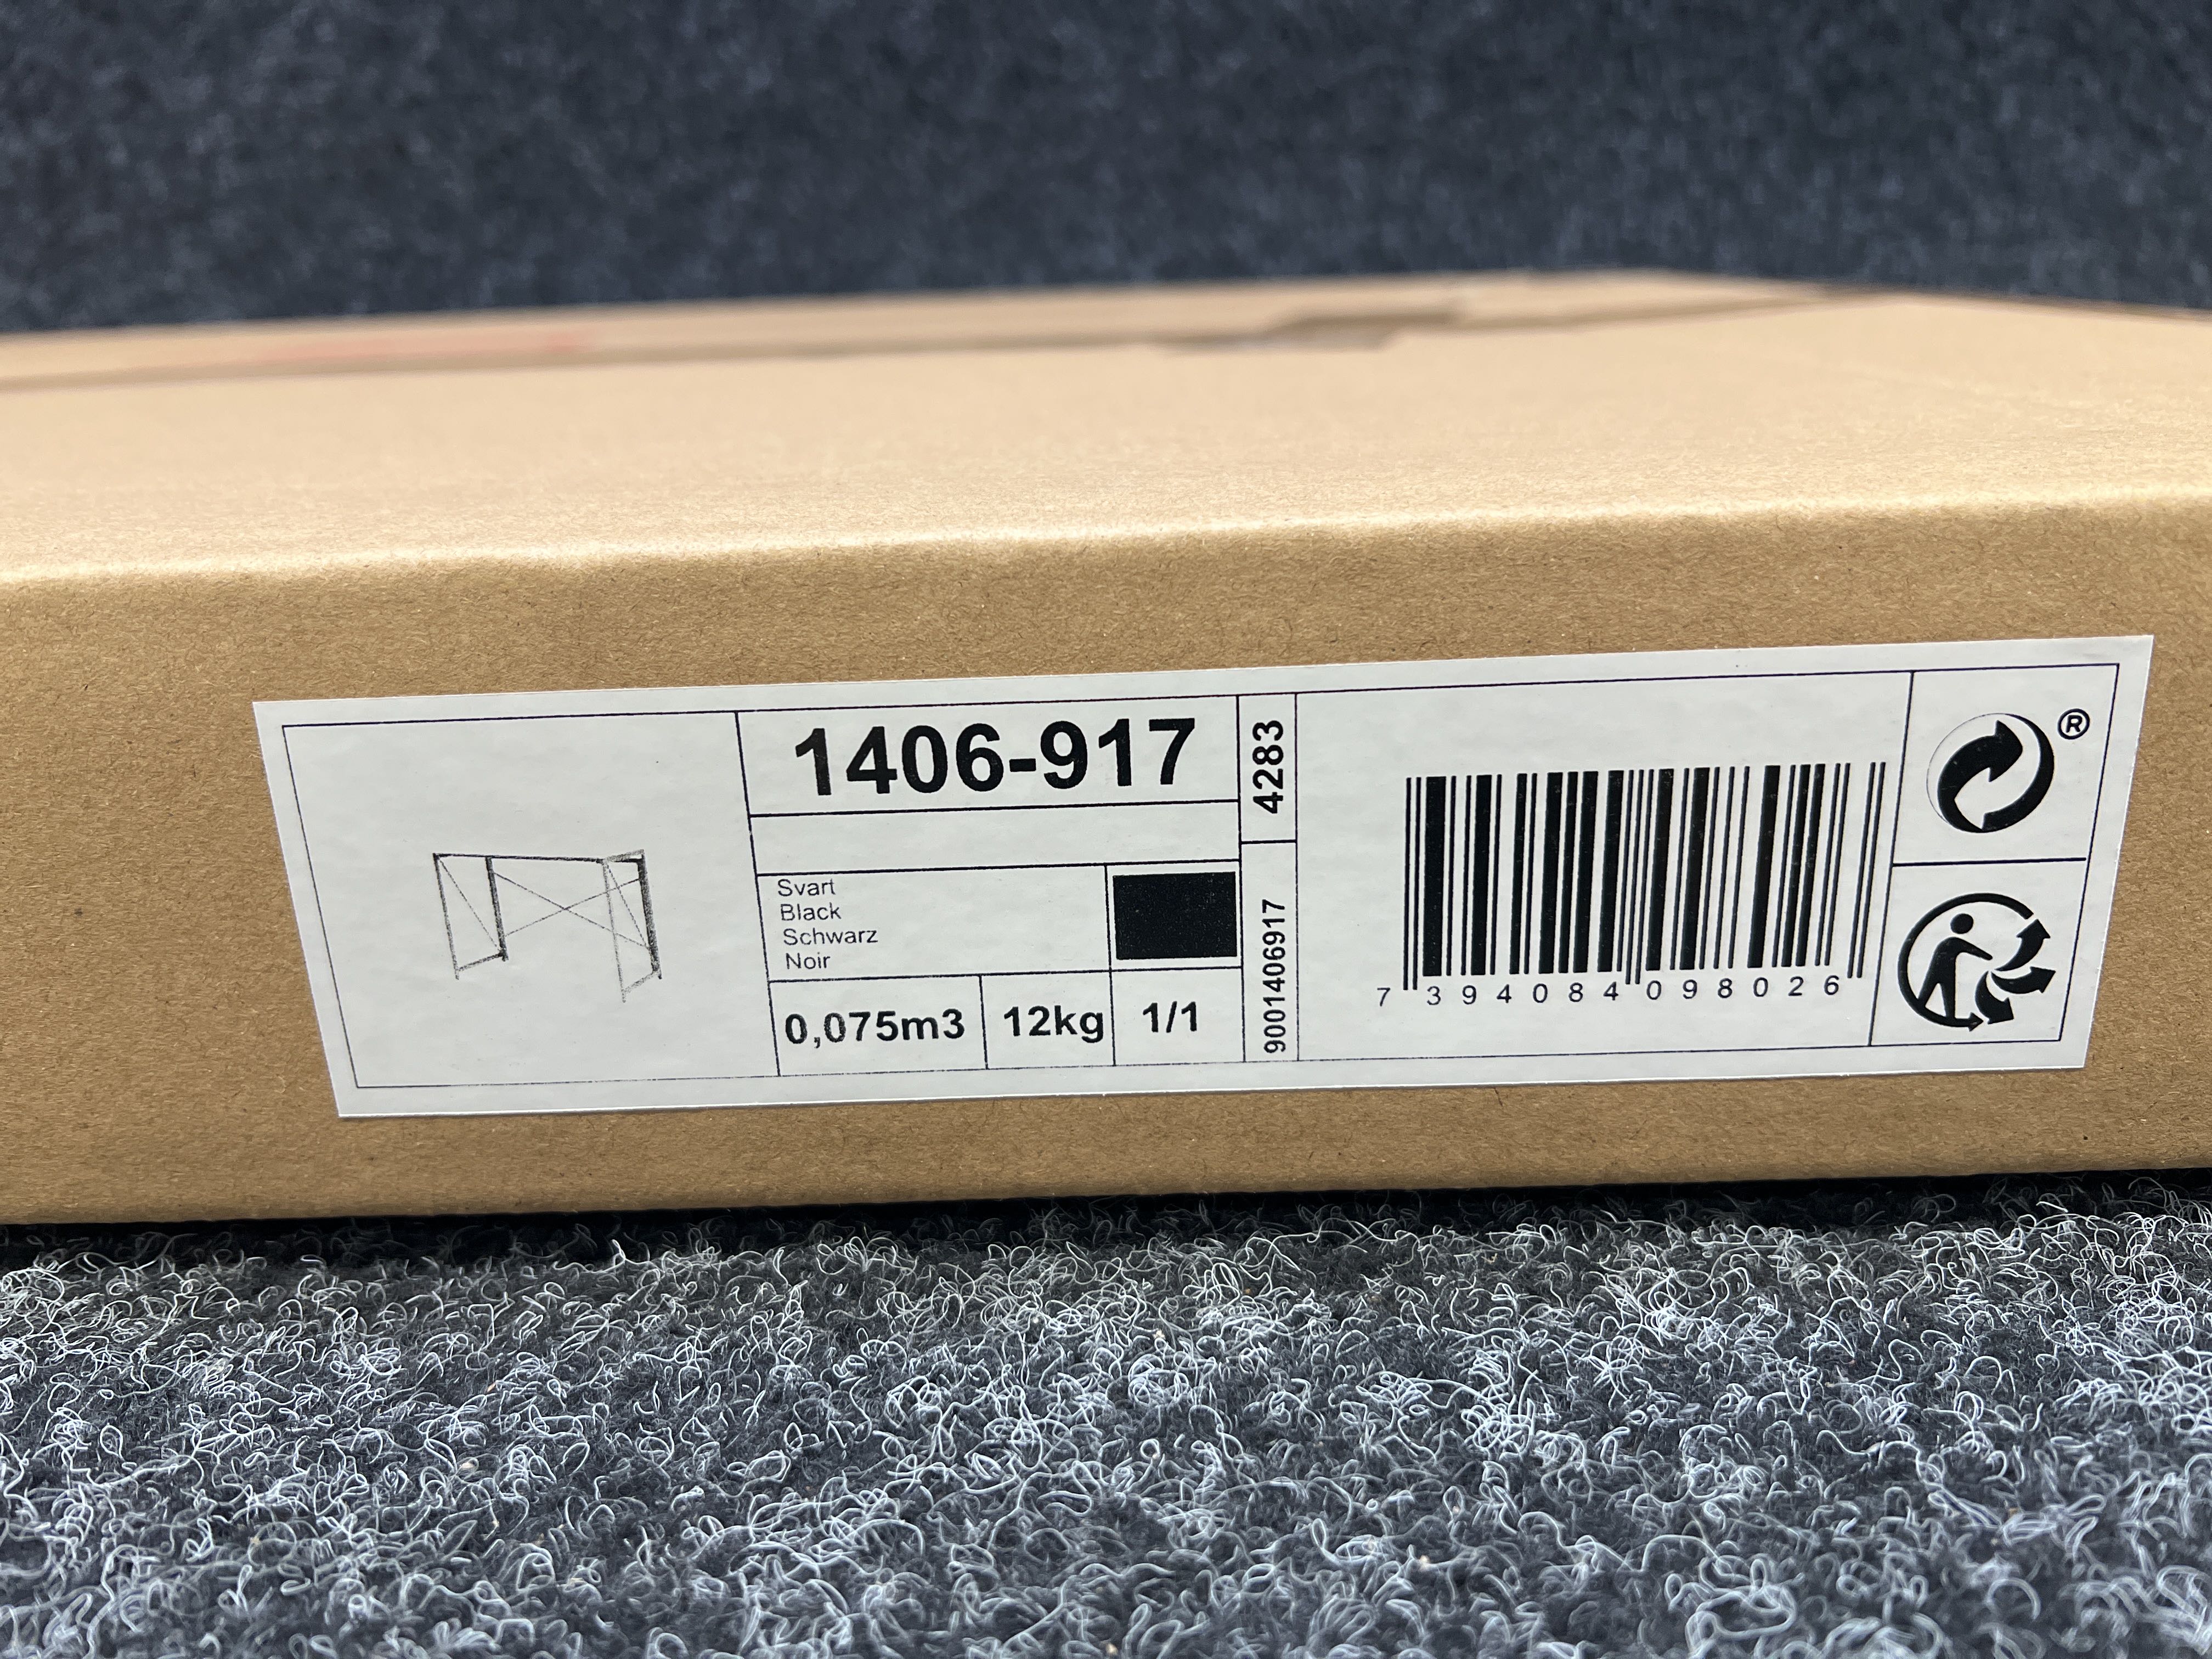 1406-917
4283
Svart
Black
Schwarz
Noir
0,075m3
12kg
1/1
9001406917
7 394084 098026
®